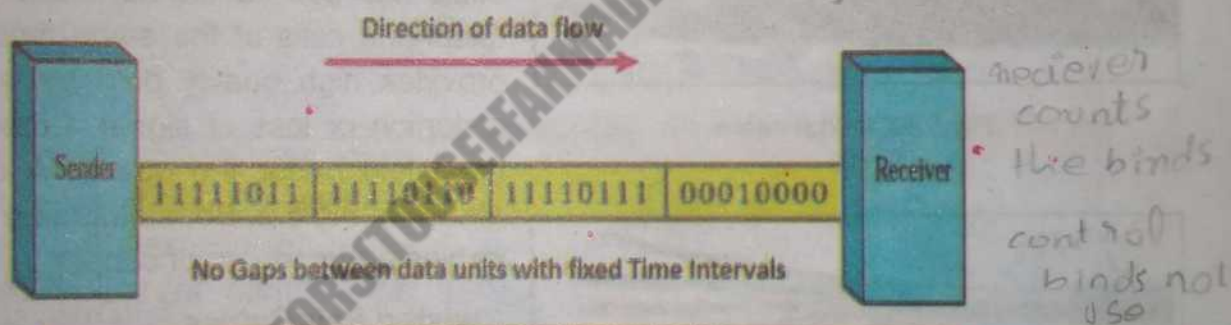 Direction of data flow
Sender
11111011 11110110 11110111 00010000
Receiver
No Gaps between data units with fixed Time Intervals
reciever
counts
the binds
control
binds not
use